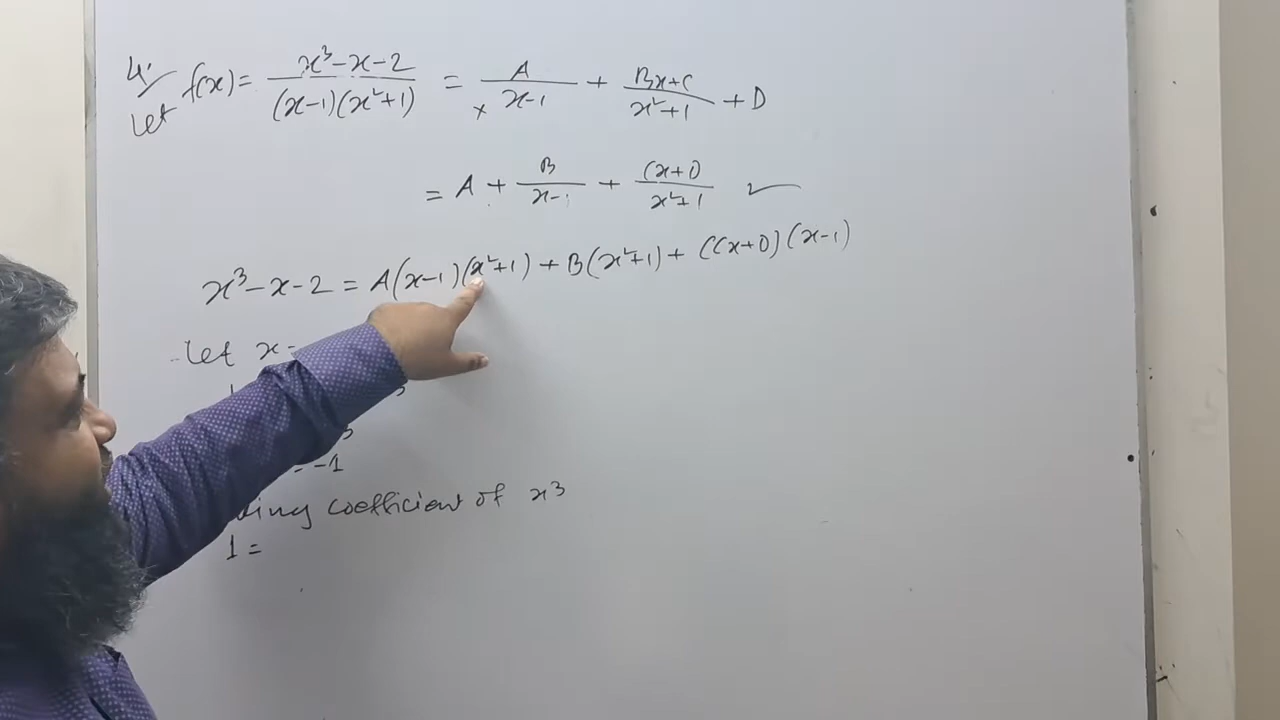 4.
Let f(x) = x³-x-2 / (x-1)(x²+1) = A / x-1 + Bx+C / x²+1 + D
= A + B / x-1 + Cx+D / x²+1 ✓
x³-x-2 = A(x-1)(x²+1) + B(x²+1) + (Cx+D)(x-1)
Let x
= -1
coefficient of x³
1 =